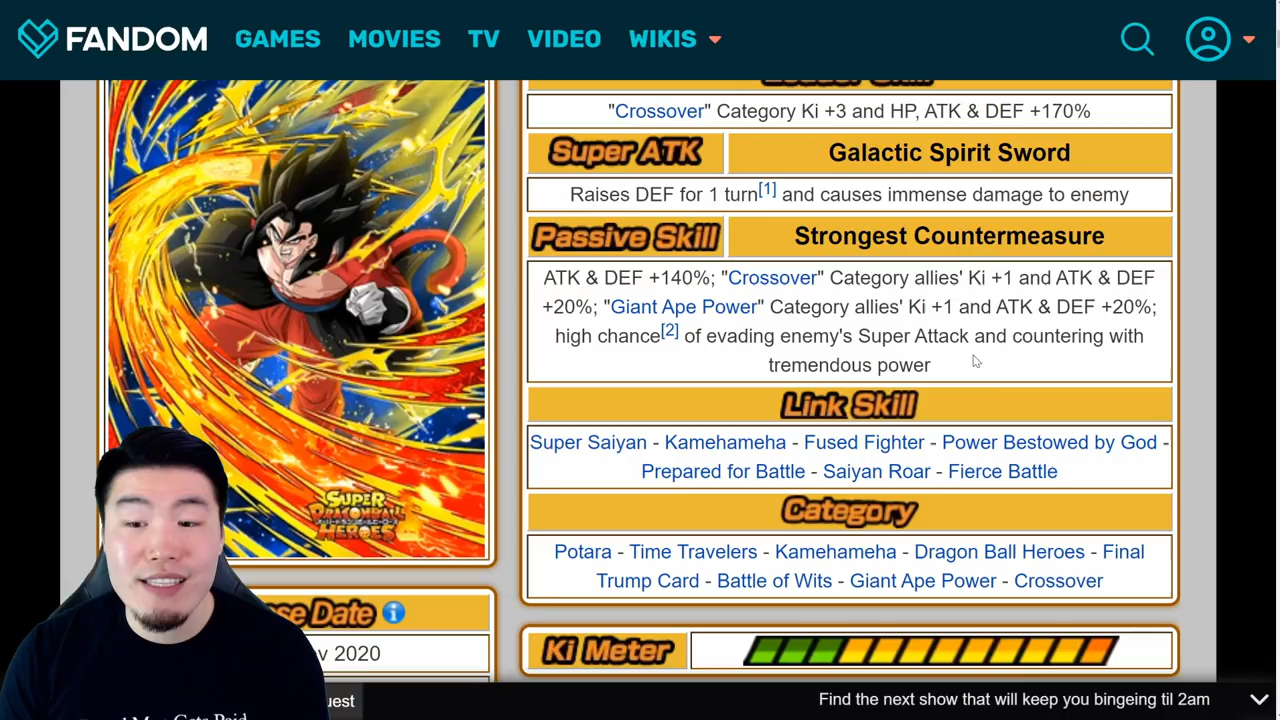 FANDOM GAMES MOVIES TV VIDEO WIKIS
Leader Skill
"Crossover" Category Ki +3 and HP, ATK & DEF +170%
Super ATK Galactic Spirit Sword
Raises DEF for 1 turn[1] and causes immense damage to enemy
Passive Skill Strongest Countermeasure
ATK & DEF +140%; "Crossover" Category allies' Ki +1 and ATK & DEF
+20%; "Giant Ape Power" Category allies' Ki +1 and ATK & DEF +20%;
high chance[2] of evading enemy's Super Attack and countering with
tremendous power
Link Skill
Super Saiyan - Kamehameha - Fused Fighter - Power Bestowed by God -
Prepared for Battle - Saiyan Roar - Fierce Battle
Category
Potara - Time Travelers - Kamehameha - Dragon Ball Heroes - Final
Trump Card - Battle of Wits - Giant Ape Power - Crossover
Ki Meter
SUPER
DRAGONBALL
HEROES
se Date i
v 2020
uest
Gets Paid
Find the next show that will keep you bingeing til 2am